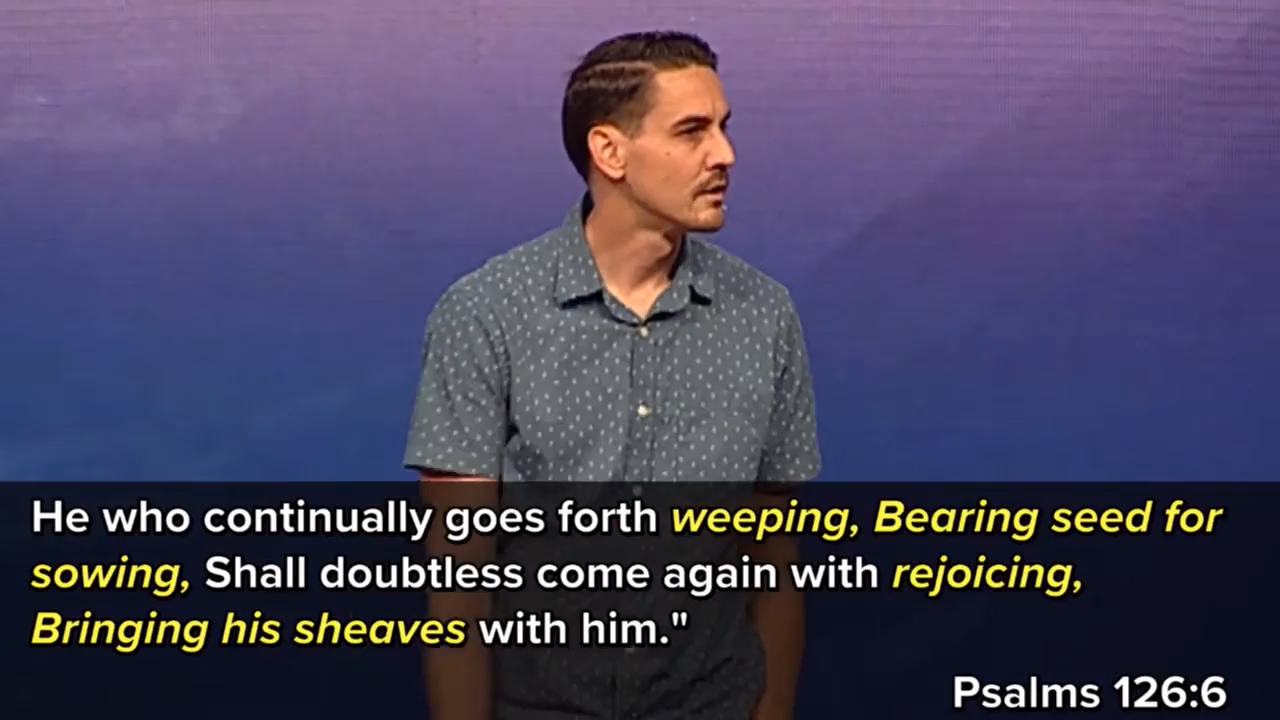 He who continually goes forth weeping, Bearing seed for
sowing, Shall doubtless come again with rejoicing,
Bringing his sheaves with him."
Psalms 126:6